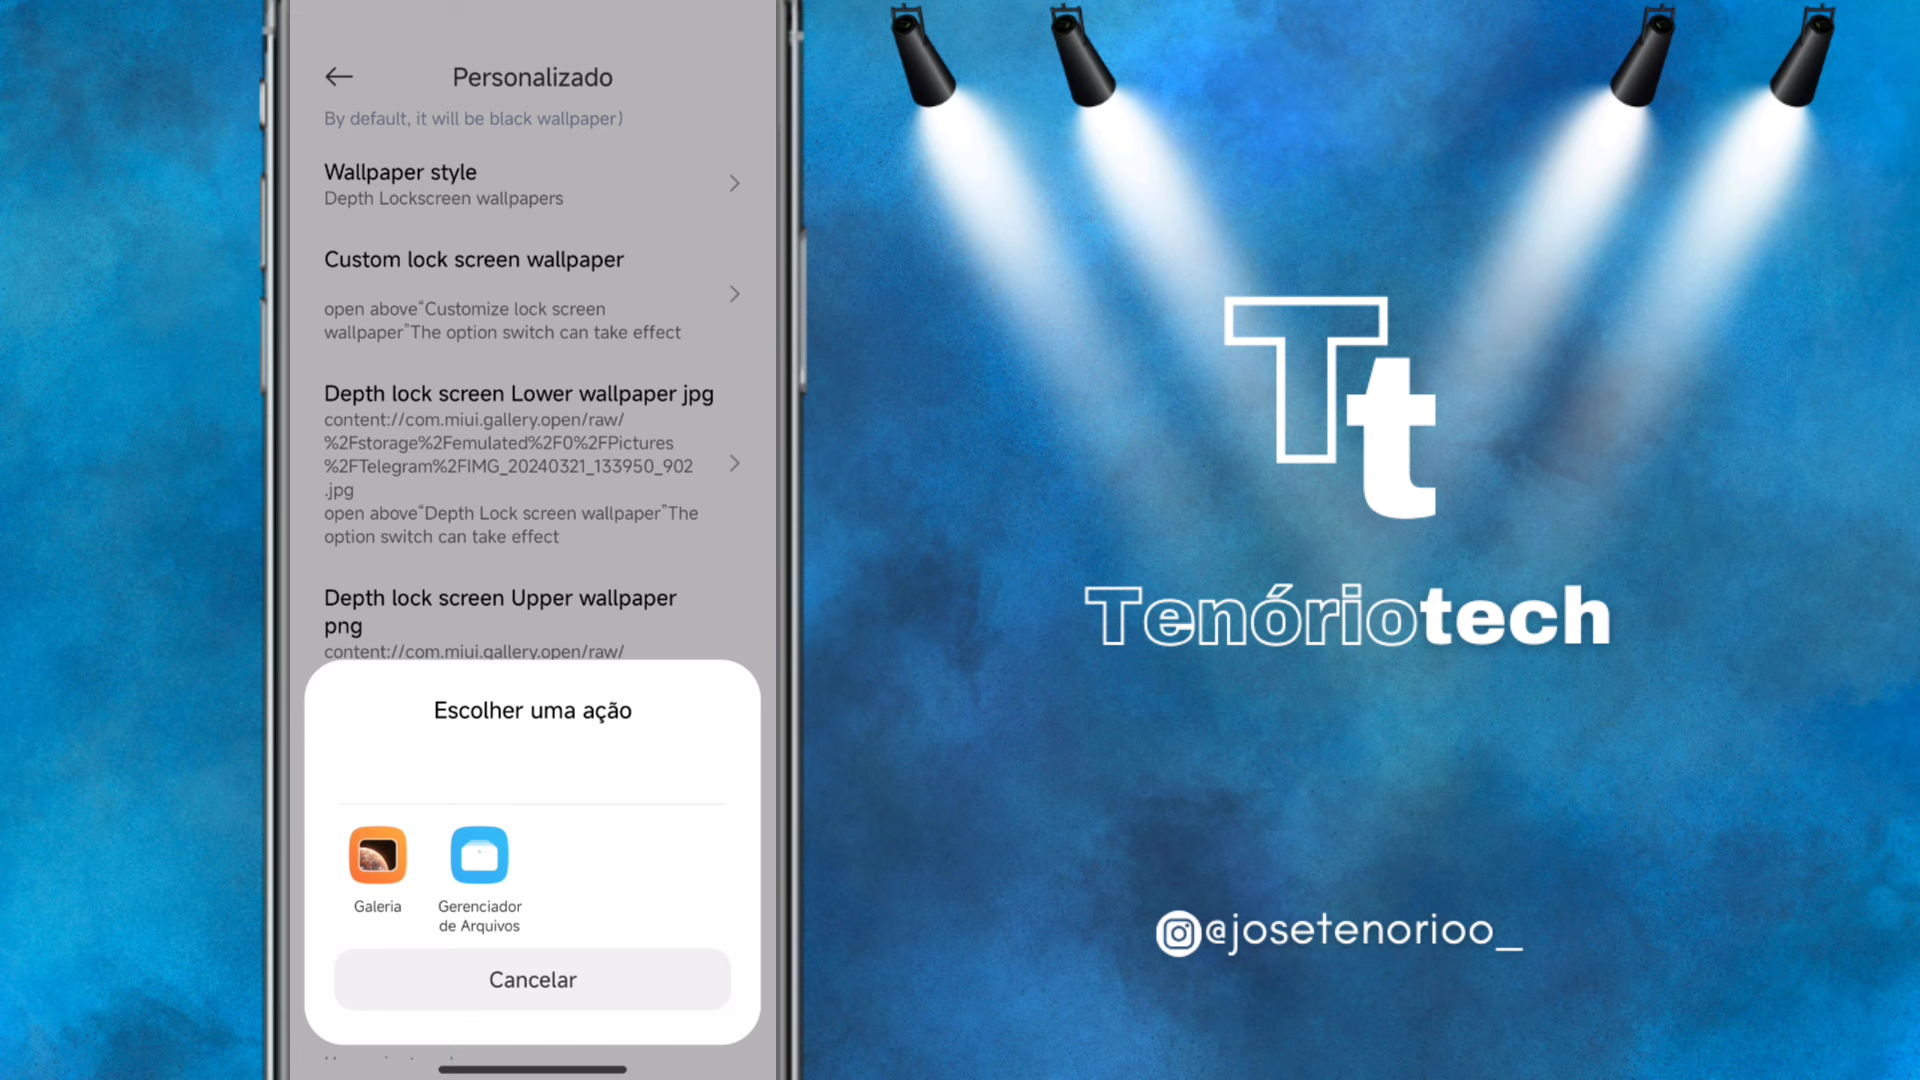 Personalizado
By default, it will be black wallpaper)
Wallpaper style
Depth Lockscreen wallpapers
Custom lock screen wallpaper
open above“Customize lock screen
wallpaper”The option switch can take effect
Depth lock screen Lower wallpaper jpg
content://com.miui.gallery.open/raw/
%2Fstorage%2Femulated%2F0%2FPictures
%2FTelegram%2FIMG_20240321_133950_902
.jpg
open above“Depth Lock screen wallpaper”The
option switch can take effect
Depth lock screen Upper wallpaper
png
content://com.miui.gallery.open/raw/
Escolher uma ação
Galeria
Gerenciador
de Arquivos
Cancelar
Tt
Tenóriotech
@josetenorioo_